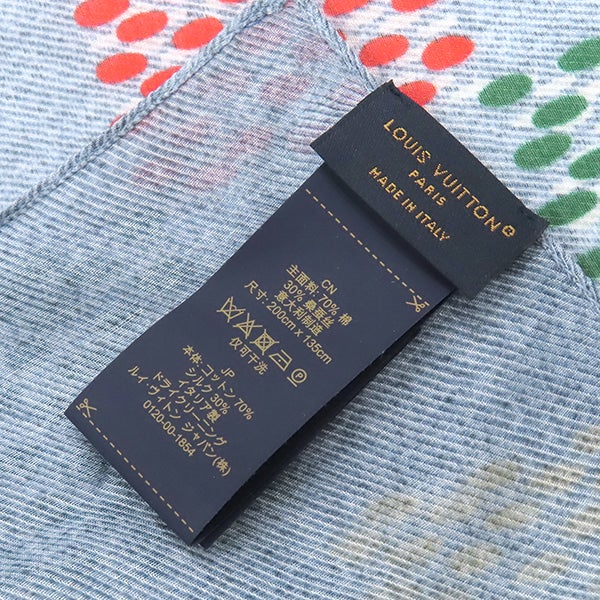 LOUIS VUITTON
PARIS
MADE IN ITALY
CN
主面料: 70% 棉
30% 桑蚕丝
意大利制造
尺寸: 200cm x 135cm
仅可干洗
P
JP
本体: コットン 70%
シルク 30%
イタリア製
ドライクリーニング
ルイ・ヴィトン ジャパン(株)
0120-00-1854